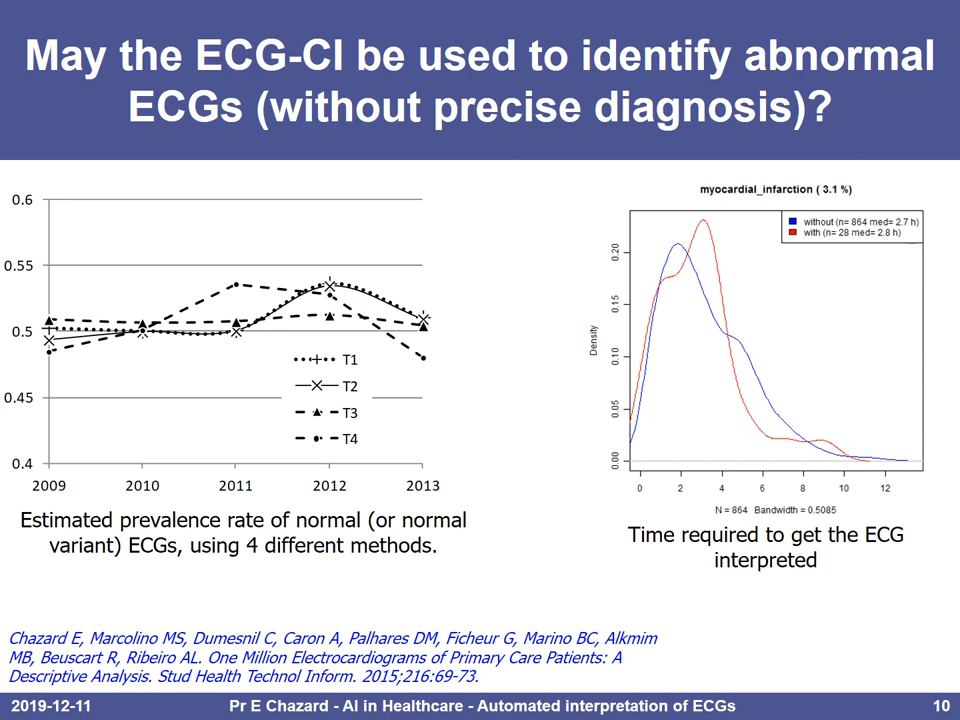 May the ECG-CI be used to identify abnormal
ECGs (without precise diagnosis)?
0.6
0.55
0.5
0.45
0.4
2009 2010 2011 2012 2013
T1
T2
T3
T4
Estimated prevalence rate of normal (or normal
variant) ECGs, using 4 different methods.
myocardial_infarction ( 3.1 %)
without (n= 864 med= 2.7 h)
with (n= 28 med= 2.8 h)
Density
0.20
0.15
0.10
0.05
0.00
0 2 4 6 8 10 12
N = 864 Bandwidth = 0.5085
Time required to get the ECG
interpreted
Chazard E, Marcolino MS, Dumesnil C, Caron A, Palhares DM, Ficheur G, Marino BC, Alkmim
MB, Beuscart R, Ribeiro AL. One Million Electrocardiograms of Primary Care Patients: A
Descriptive Analysis. Stud Health Technol Inform. 2015;216:69-73.
2019-12-11 Pr E Chazard - AI in Healthcare - Automated interpretation of ECGs 10